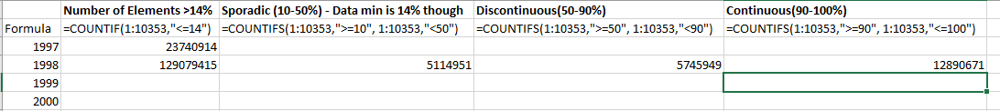 Number of Elements >14% Sporadic (10-50%) - Data min is 14% though Discontinuous(50-90%) Continuous(90-100%)
Formula =COUNTIF(1:10353,"<=14") =COUNTIFS(1:10353,">=10", 1:10353,"<50") =COUNTIFS(1:10353,">=50", 1:10353,"<90") =COUNTIFS(1:10353,">=90", 1:10353,"<=100")
1997 23740914
1998 129079415 5114951 5745949 12890671
1999
2000